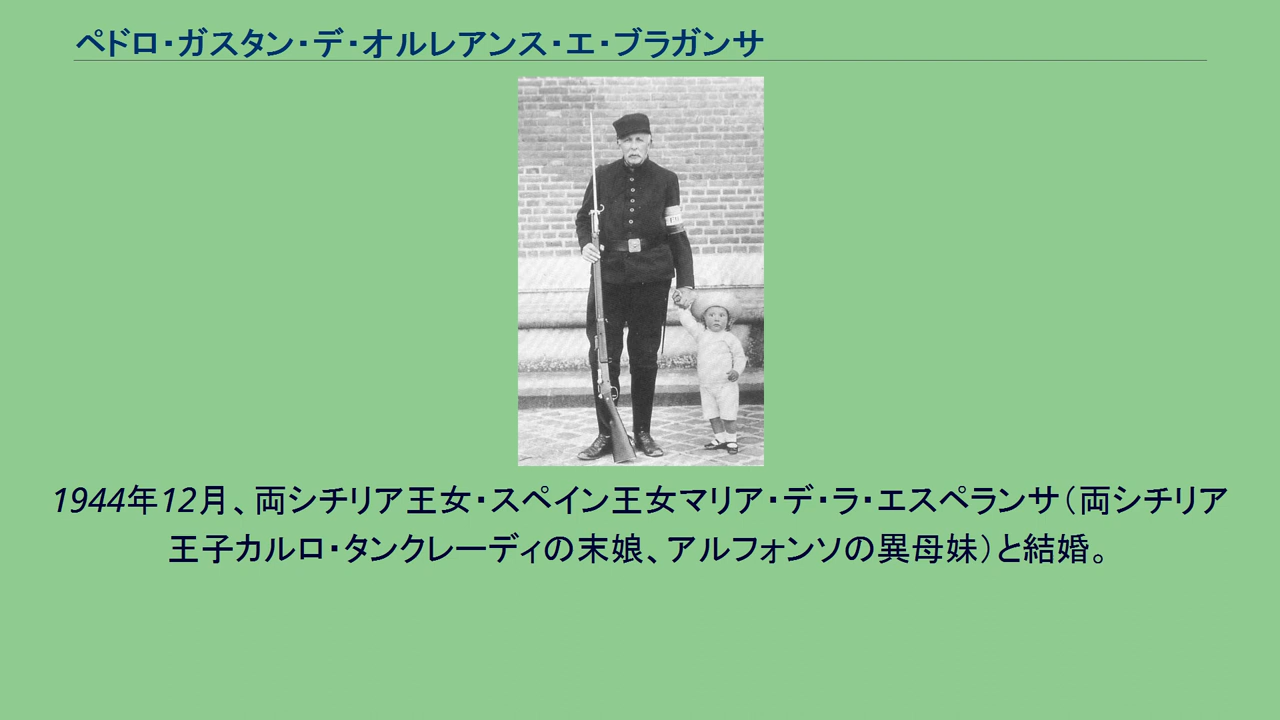 ペドロ・ガスタン・デ・オルレアンス・エ・ブラガンサ
1944年12月、両シチリア王女・スペイン王女マリア・デ・ラ・エスペランサ（両シチリア
王子カルロ・タンクレーディの末娘、アルフォンソの異母妹）と結婚。